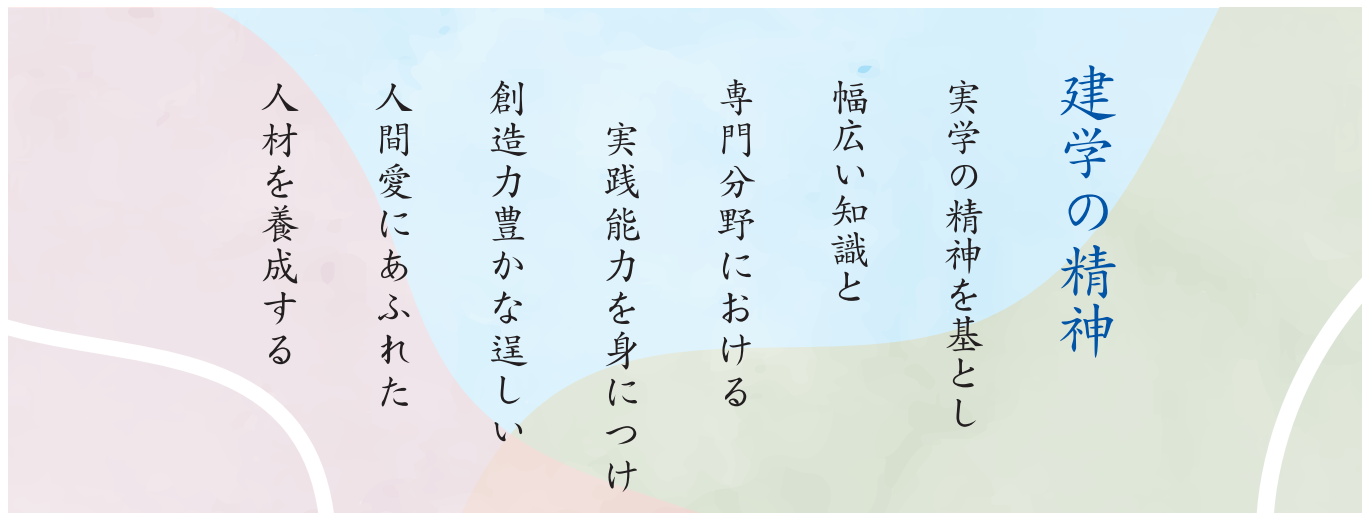 建学の精神
実学の精神を基とし
幅広い知識と
専門分野における
実践能力を身につけ
創造力豊かな逞しい
人間愛にあふれた
人材を養成する